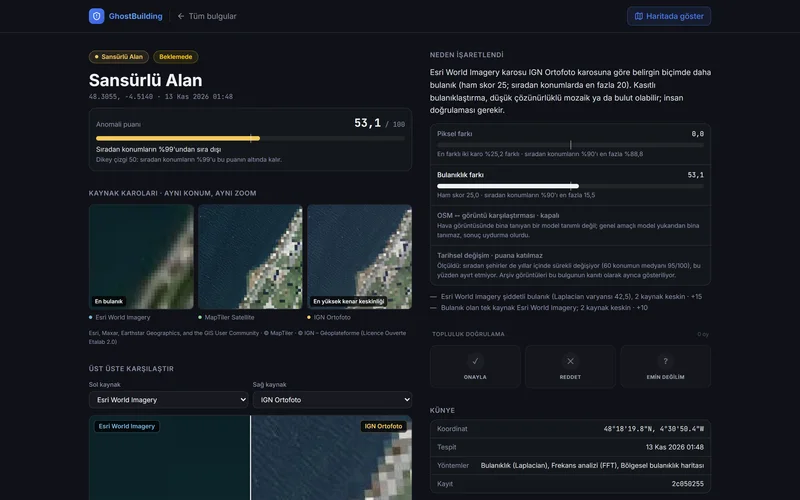 GhostBuilding
← Tüm bulgular
Haritada göster
Sansürlü Alan
Beklemede
Sansürlü Alan
48.3055, -4.5140 · 13 Kas 2026 01:48
Anomali puanı
53,1 / 100
Sıradan konumların %99'undan sıra dışı
Dikey çizgi 50: sıradan konumların %99'u bu puanın altında kalır.
KAYNAK KAROLARI · AYNI KONUM, AYNI ZOOM
En bulanık
En yüksek kenar keskinliği
Esri World Imagery
MapTiler Satellite
IGN Ortofoto
Esri, Maxar, Earthstar Geographics, and the GIS User Community · © MapTiler · © IGN – Géoplateforme (Licence Ouverte
Etalab 2.0)
ÜST ÜSTE KARŞILAŞTIR
Sol kaynak
Sağ kaynak
Esri World Imagery
IGN Ortofoto
Esri World Imagery
IGN Ortofoto
NEDEN İŞARETLENDİ
Esri World Imagery karosu IGN Ortofoto karosuna göre belirgin biçimde daha
bulanık (ham skor 25; sıradan konumlarda en fazla 20). Kasıtlı
bulanıklaştırma, düşük çözünürlüklü mozaik ya da bulut olabilir; insan
doğrulaması gerekir.
Piksel farkı
0,0
En farklı iki karo %25,2 farklı · sıradan konumların %90'ı en fazla %88,8
Bulanıklık farkı
53,1
Ham skor 25,0 · sıradan konumların %90'ı en fazla 15,5
OSM ↔ görüntü karşılaştırması · kapalı
Hava görüntüsünde bina tanıyan bir model tanımlı değil; genel amaçlı model yukarıdan bina
tanımaz, sonuç uydurma olurdu.
Tarihsel değişim · puana katılmaz
Ölçüldü: sıradan şehirler de yıllar içinde sürekli değişiyor (60 konumun medyanı 95/100), bu
yüzden ayırt etmiyor. Arşiv görüntüleri bu bulgunun kanıtı olarak ayrıca gösteriliyor.
— Esri World Imagery şiddetli bulanık (Laplacian varyansı 42,5), 2 kaynak keskin · +15
— Bulanık olan tek kaynak Esri World Imagery; 2 kaynak keskin · +10
TOPLULUK DOĞRULAMA
0 oy
✓
ONAYLA
✕
REDDET
?
EMİN DEĞİLİM
KÜNYE
Koordinat
48°18'19.8"N, 4°30'50.4"W
Tespit
13 Kas 2026 01:48
Yöntemler
Bulanıklık (Laplacian), Frekans analizi (FFT), Bölgesel bulanıklık haritası
Kayıt
2c050255